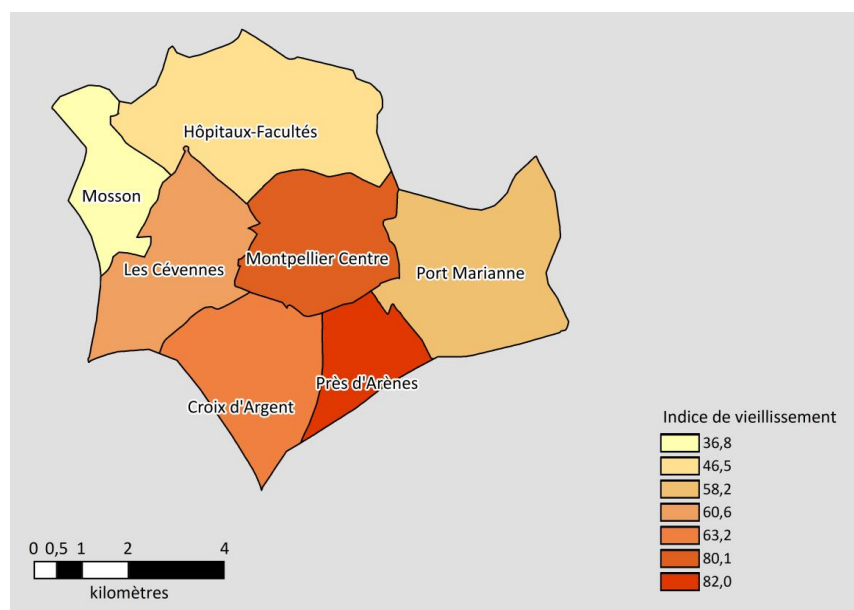 Hôpitaux-Facultés
Mosson
Les Cévennes
Montpellier Centre
Port Marianne
Près d'Arènes
Croix d'Argent
Indice de vieillissement
36,8
46,5
58,2
60,6
63,2
80,1
82,0
0 0,5 1 2 4
kilomètres